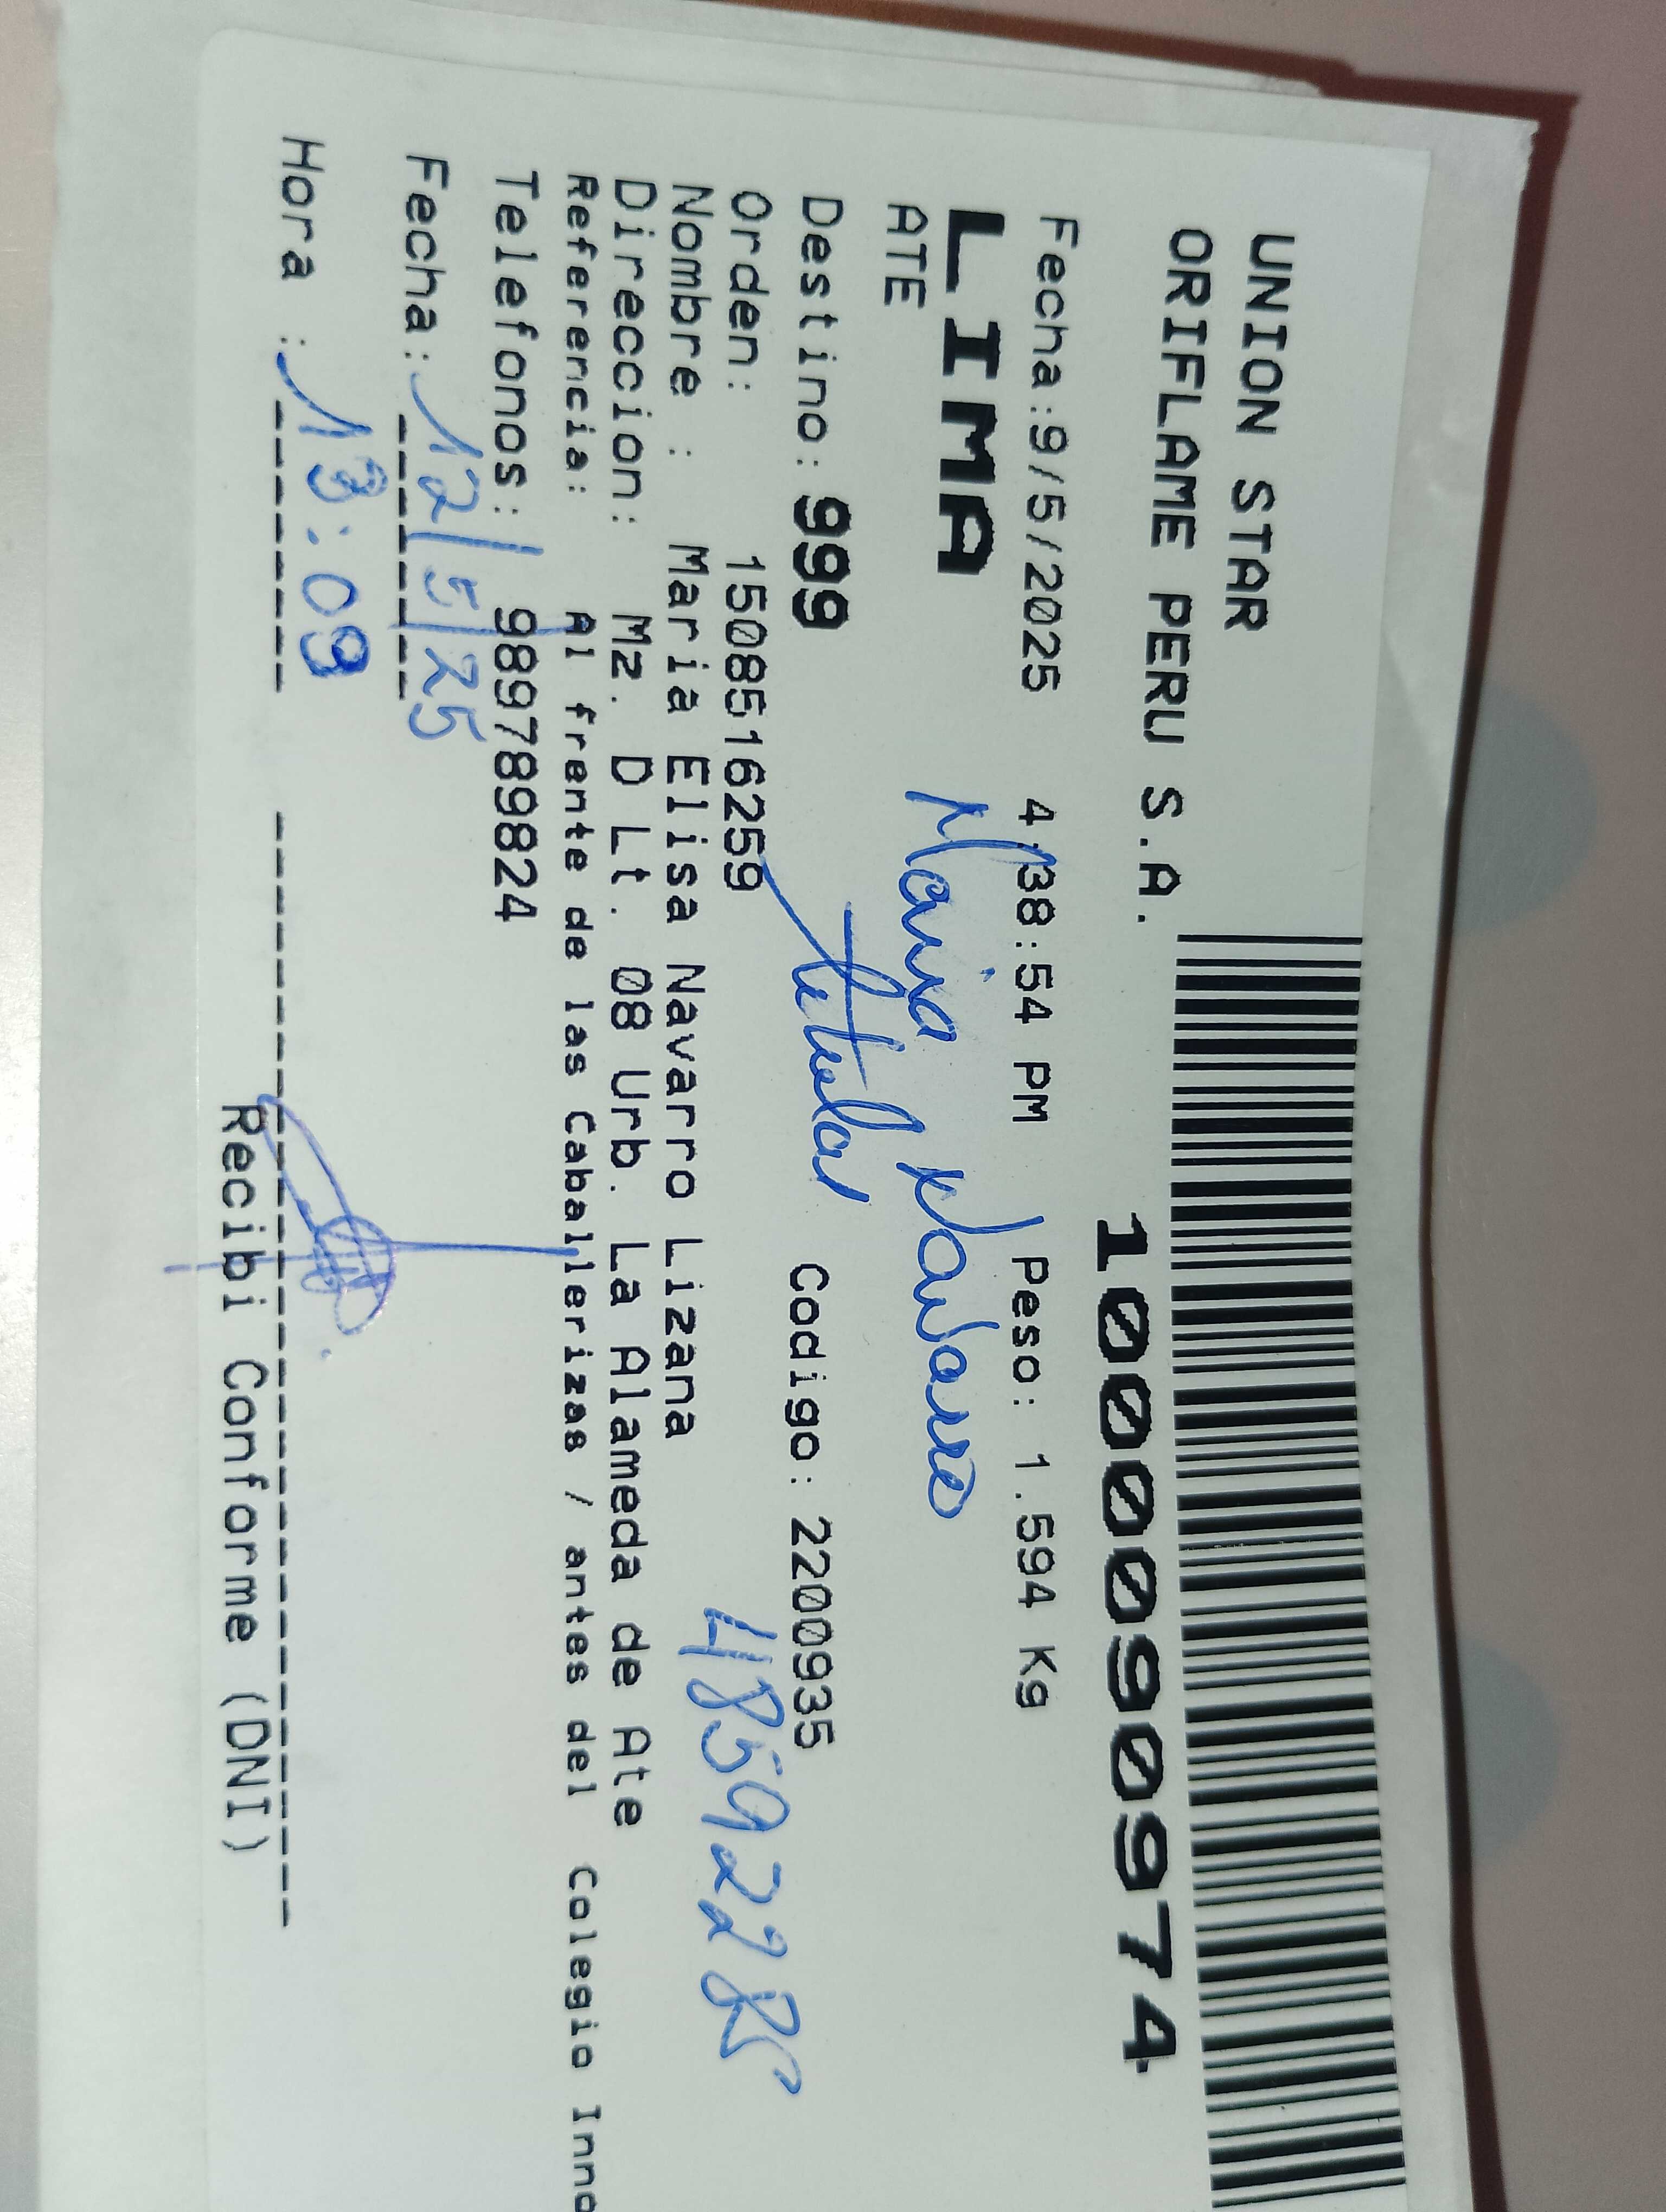 UNION STAR
ORIFLAME PERU S.A.
1000090974
Fecha:9/5/2025 4:38:54 PM Peso: 1.594 Kg
LIMA
ATE
Maria Navarro
Destino: 999 titular Codigo: 2200935
Orden: 1508516259
Nombre : Maria Elisa Navarro Lizana
Direccion: Mz. D Lt. 08 Urb. La Alameda de Ate
Referencia: Al frente de las Caballerizas / antes del Colegio Inno
Telefonos: 989789824
Fecha: 12/5/25
Hora : 13:09
Recibi Conforme (DNI)